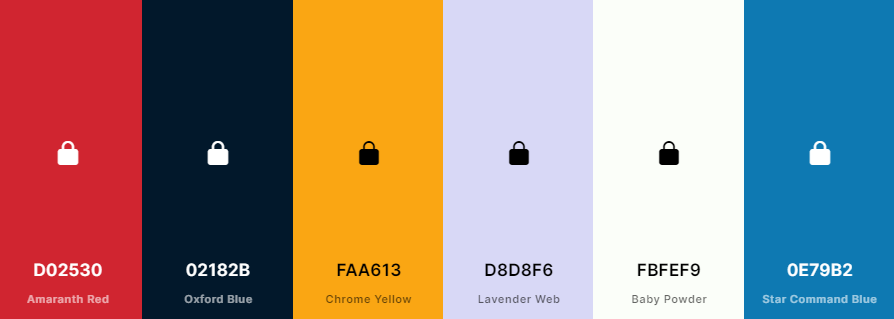 D02530
Amaranth Red
02182B
Oxford Blue
FAA613
Chrome Yellow
D8D8F6
Lavender Web
FBFEF9
Baby Powder
0E79B2
Star Command Blue